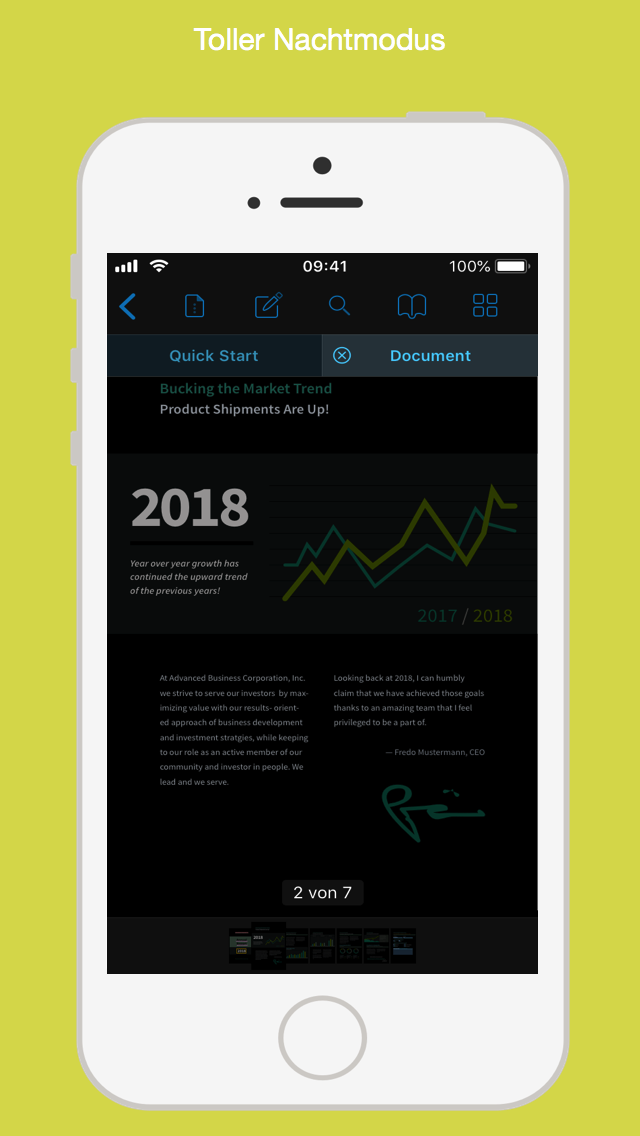 Toller Nachtmodus
09:41
100%
Quick Start
Document
Bucking the Market Trend
Product Shipments Are Up!
2018
Year over year growth has
continued the upward trend
of the previous years!
2017 / 2018
At Advanced Business Corporation, Inc.
we strive to serve our investors by max-
imizing value with our results- orient-
ed approach of business development
and investment stratgies, while keeping
to our role as an active member of our
community and investor in people. We
lead and we serve.
Looking back at 2018, I can humbly
claim that we have achieved those goals
thanks to an amazing team that I feel
privileged to be a part of.
— Fredo Mustermann, CEO
2 von 7
2018